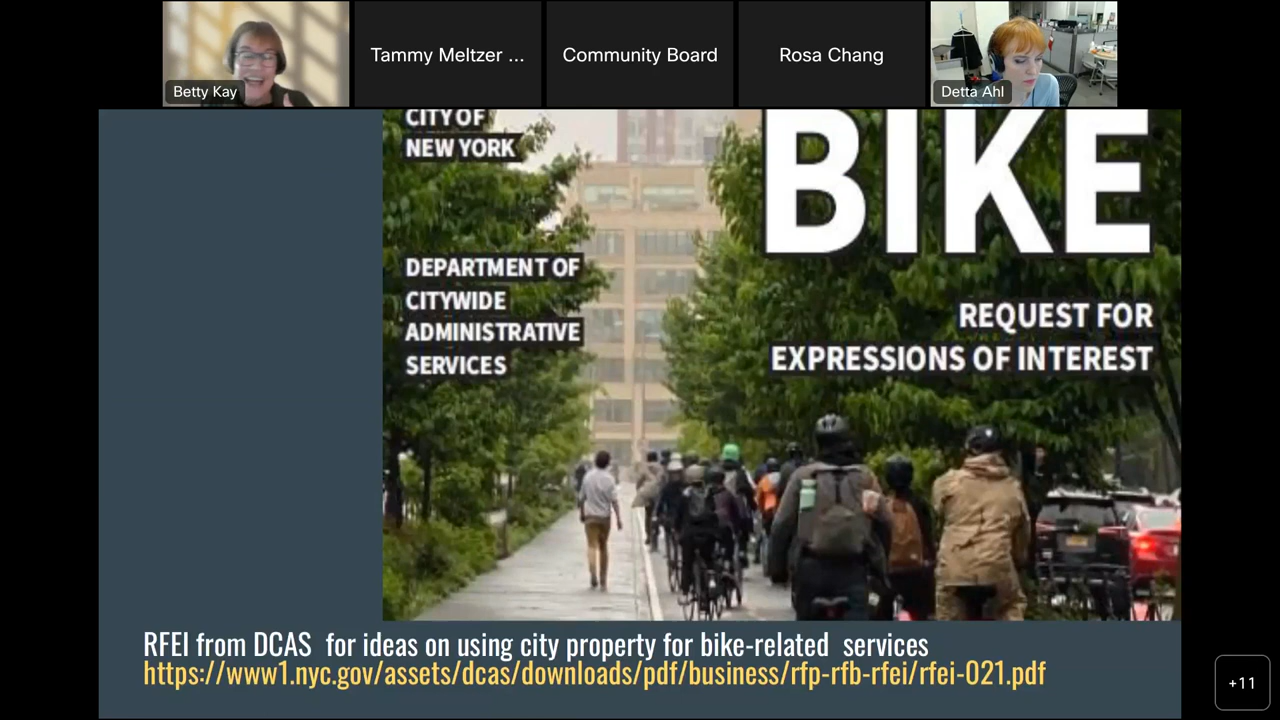 Betty Kay
Tammy Meltzer ...
Community Board
Rosa Chang
Detta Ahl
CITY OF
NEW YORK
BIKE
DEPARTMENT OF
CITYWIDE
ADMINISTRATIVE
SERVICES
REQUEST FOR
EXPRESSIONS OF INTEREST
RFEI from DCAS for ideas on using city property for bike-related services
https://www1.nyc.gov/assets/dcas/downloads/pdf/business/rfp-rfb-rfei/rfei-021.pdf
+11